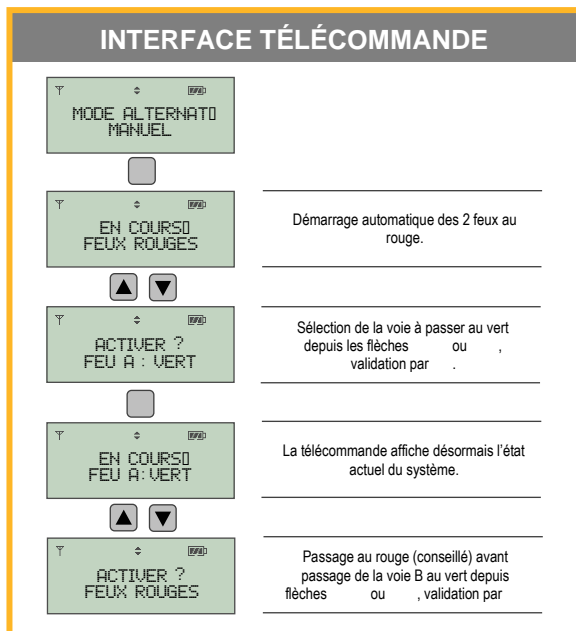 INTERFACE TÉLÉCOMMANDE
MODE ALTERNAT
MANUEL
EN COURS
FEUX ROUGES
Démarrage automatique des 2 feux au
rouge.
ACTIVER ?
FEU A : VERT
Sélection de la voie à passer au vert
depuis les flèches ou ,
validation par .
EN COURS
FEU A:VERT
La télécommande affiche désormais l’état
actuel du système.
ACTIVER ?
FEUX ROUGES
Passage au rouge (conseillé) avant
passage de la voie B au vert depuis
flèches ou , validation par